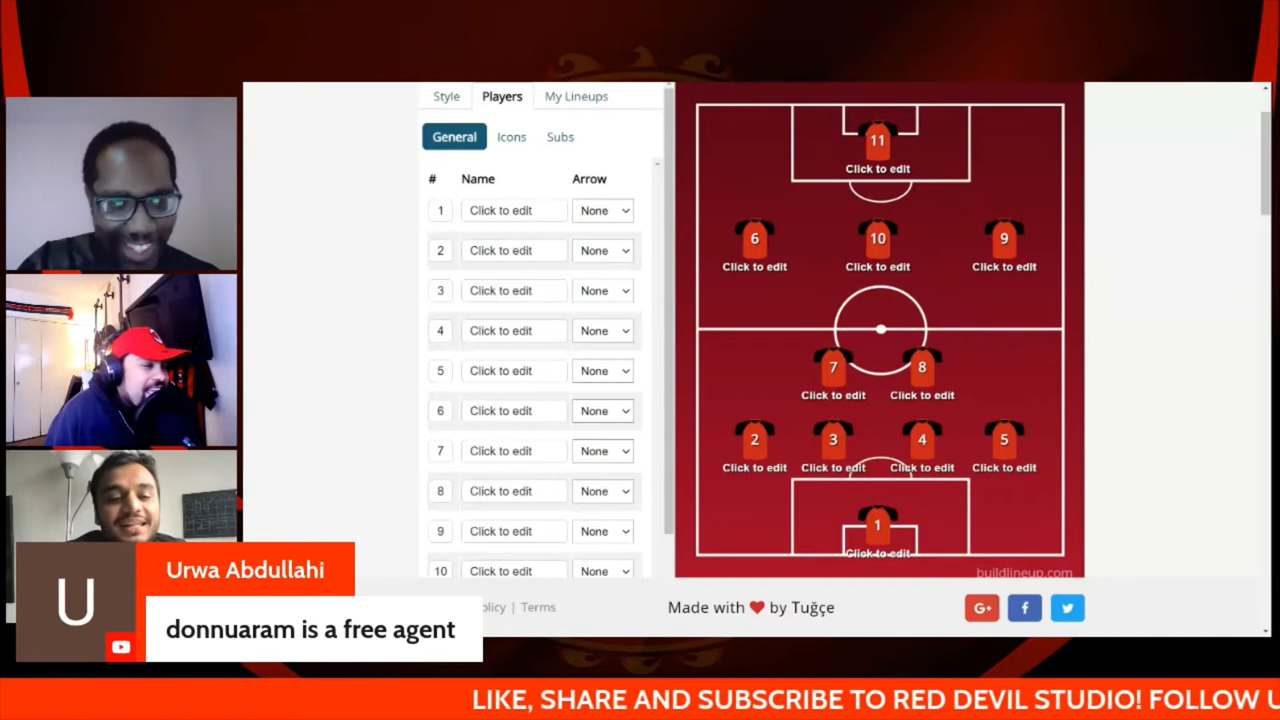 Style Players My Lineups
General Icons Subs
# Name Arrow
1 Click to edit None
2 Click to edit None
3 Click to edit None
4 Click to edit None
5 Click to edit None
6 Click to edit None
7 Click to edit None
8 Click to edit None
9 Click to edit None
10 Click to edit None
11
Click to edit
6 10 9
Click to edit Click to edit Click to edit
7 8
Click to edit Click to edit
2 3 4 5
Click to edit Click to edit Click to edit Click to edit
1
Click to edit
buildlineup.com
olicy | Terms
Made with ❤ by Tuğçe
G+ f
U
Urwa Abdullahi
donnuaram is a free agent
LIKE, SHARE AND SUBSCRIBE TO RED DEVIL STUDIO! FOLLOW U